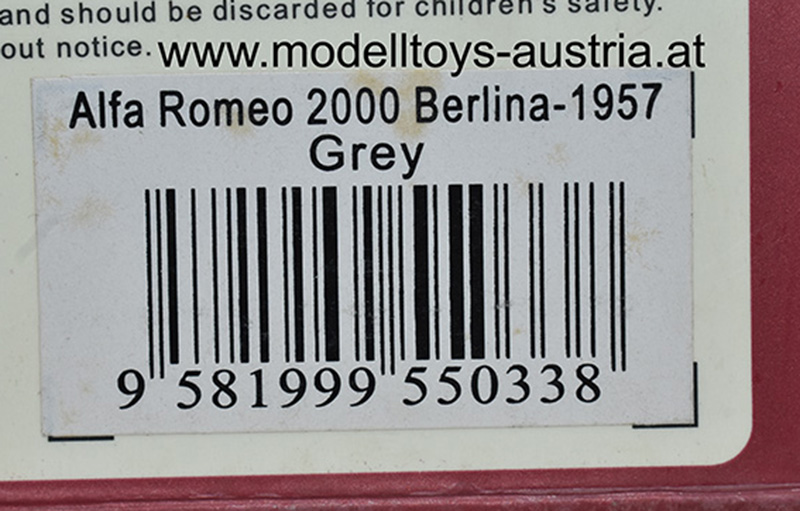 and should be discarded for children's safety.
out notice.
www.modelltoys-austria.at
Alfa Romeo 2000 Berlina-1957
Grey
9 581999 550338